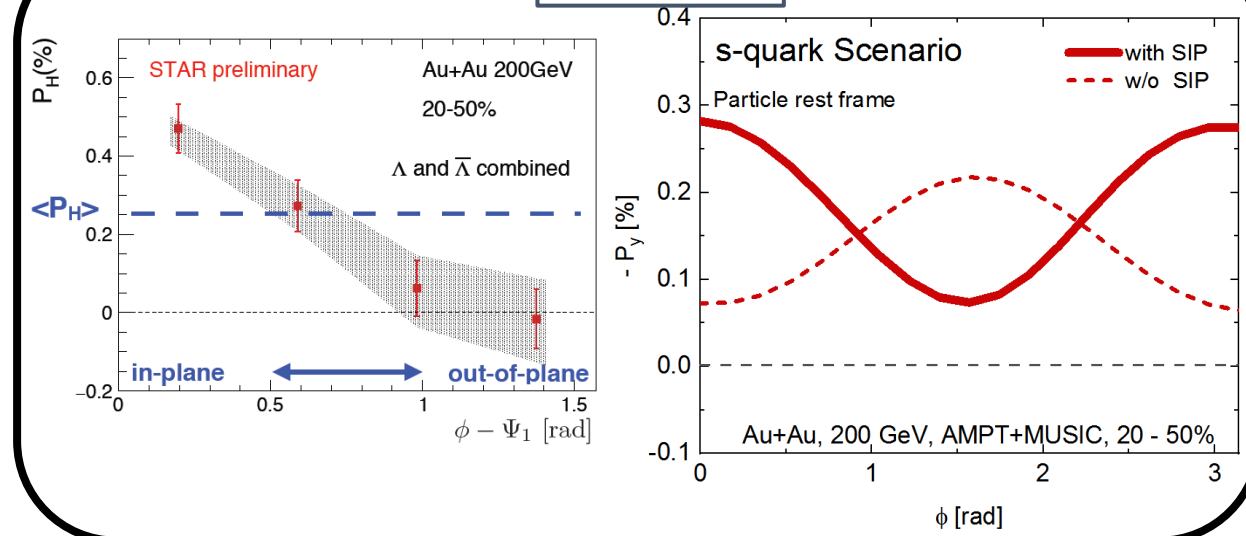 P_H(%)
STAR preliminary
Au+Au 200GeV
20-50%
Λ and Λ̅ combined
<P_H>
0.6
0.4
0.2
0
−0.2
in-plane
out-of-plane
0
0.5
1
1.5
ϕ − Ψ₁ [rad]
s-quark Scenario
with SIP
w/o SIP
Particle rest frame
- P_y [%]
0.4
0.3
0.2
0.1
0.0
-0.1
Au+Au, 200 GeV, AMPT+MUSIC, 20 - 50%
0
1
2
3
ϕ [rad]